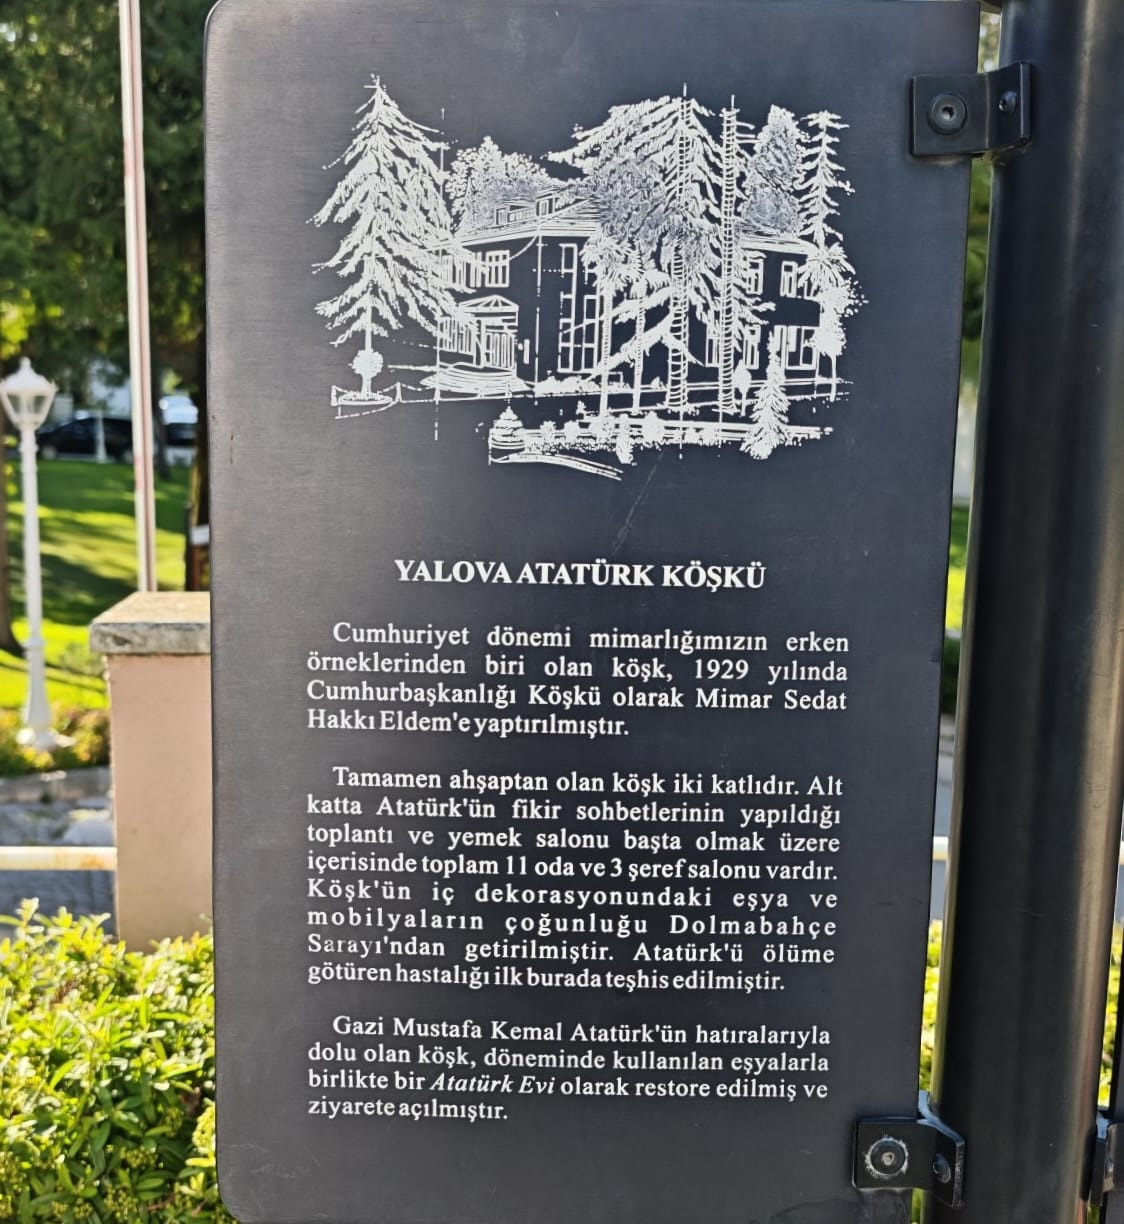 YALOVA ATATÜRK KÖŞKÜ
Cumhuriyet dönemi mimarlığımızın erken
örneklerinden biri olan köşk, 1929 yılında
Cumhurbaşkanlığı Köşkü olarak Mimar Sedat
Hakkı Eldem'e yaptırılmıştır.
Tamamen ahşaptan olan köşk iki katlıdır. Alt
katta Atatürk'ün fikir sohbetlerinin yapıldığı
toplantı ve yemek salonu başta olmak üzere
içerisinde toplam 11 oda ve 3 şeref salonu vardır.
Köşk'ün iç dekorasyonundaki eşya ve
mobilyaların çoğunluğu Dolmabahçe
Sarayı'ndan getirilmiştir. Atatürk'ü ölüme
götüren hastalığı ilk burada teşhis edilmiştir.
Gazi Mustafa Kemal Atatürk'ün hatıralarıyla
dolu olan köşk, döneminde kullanılan eşyalarla
birlikte bir Atatürk Evi olarak restore edilmiş ve
ziyarete açılmıştır.